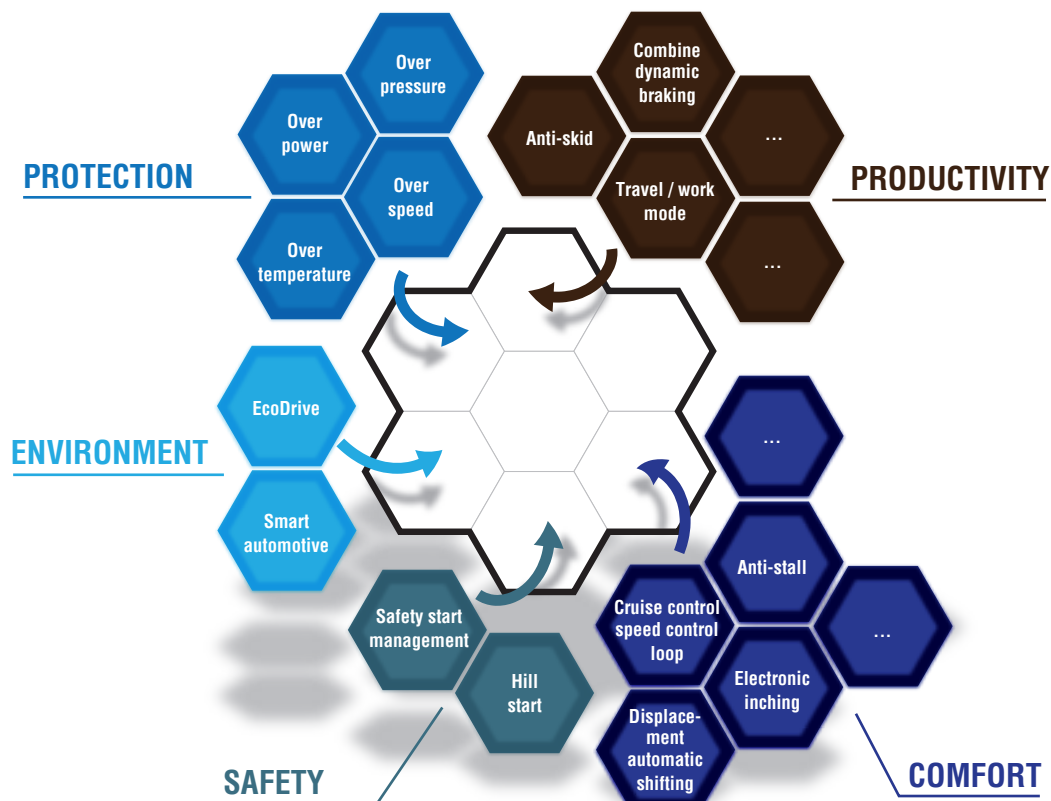 Over
pressure
Over
power
Over
speed
Over
temperature
PROTECTION
Combine
dynamic
braking
Anti-skid
...
Travel / work
mode
...
PRODUCTIVITY
EcoDrive
Smart
automotive
ENVIRONMENT
Safety start
management
Hill
start
SAFETY
...
Anti-stall
Cruise control
speed control
loop
...
Electronic
inching
Displace-
ment
automatic
shifting
COMFORT